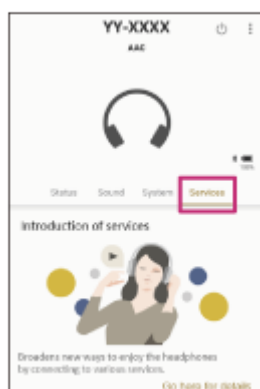 YY-XXXX
AAC
100%
Status Sound System Services
Introduction of services
Broadens new ways to enjoy the headphones
by connecting to various services.
Go here for details